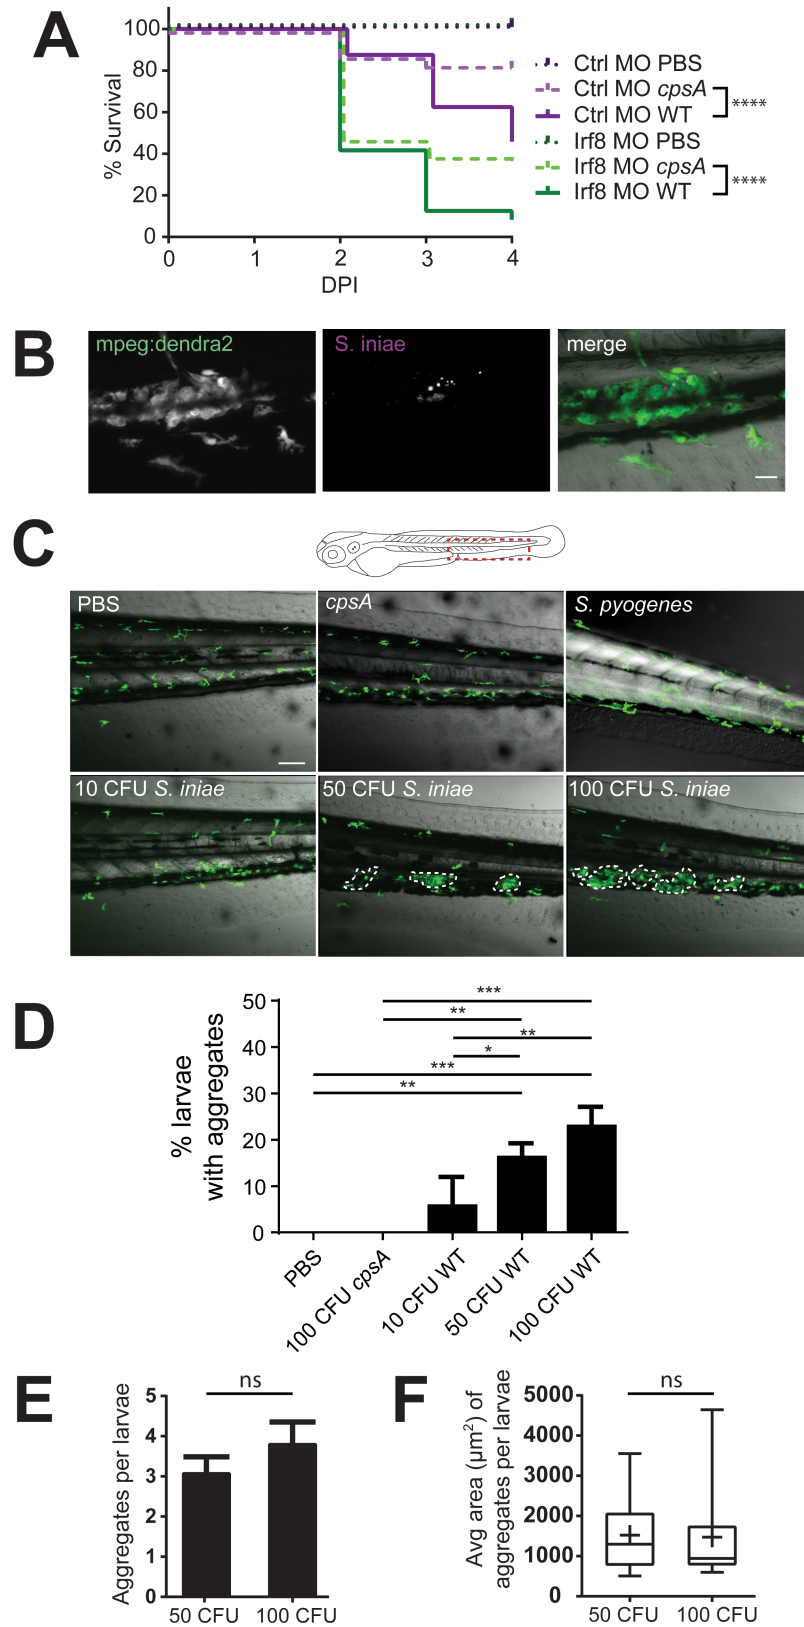 A
% Survival
100
80
60
40
20
0
0 1 2 3 4
DPI
Ctrl MO PBS
Ctrl MO cpsA
Ctrl MO WT
****
Irf8 MO PBS
Irf8 MO cpsA
Irf8 MO WT
****
B
mpeg:dendra2
S. iniae
merge
C
PBS
cpsA
S. pyogenes
10 CFU S. iniae
50 CFU S. iniae
100 CFU S. iniae
D
% larvae
with aggregates
50
40
30
20
10
0
***
**
**
*
***
**
PBS
100 CFU cpsA
10 CFU WT
50 CFU WT
100 CFU WT
E
Aggregates per larvae
5
4
3
2
1
0
ns
50 CFU
100 CFU
F
Avg area (µm²) of
aggregates per larvae
5000
4000
3000
2000
1000
0
ns
50 CFU
100 CFU